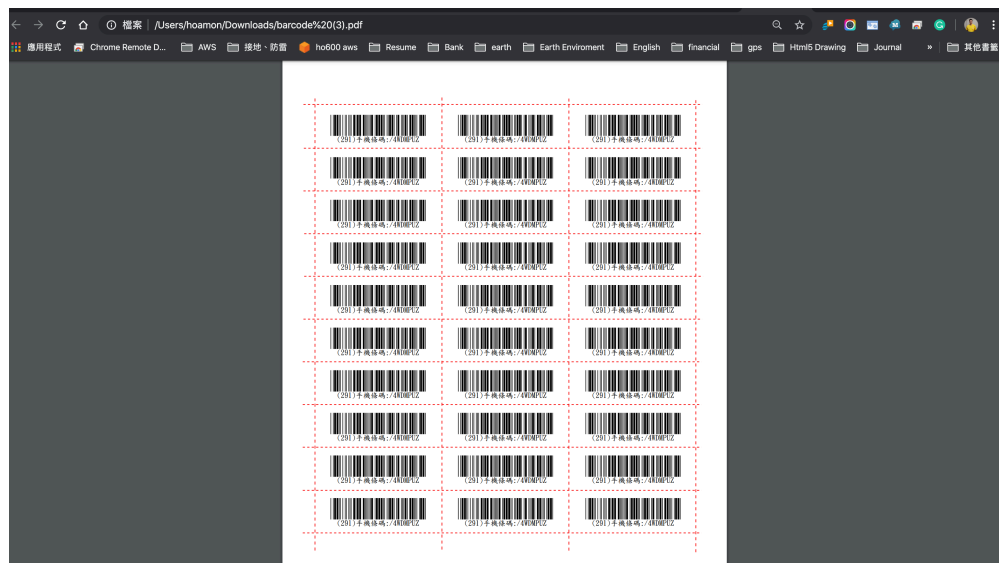 檔案 | /Users/hoamon/Downloads/barcode%20(3).pdf
應用程式 Chrome Remote D... AWS 接地、防雷 ho600 aws Resume Bank earth Earth Enviroment English financial gps Html5 Drawing Journal » 其他書籤
(291)手機條碼:/4WDMPUZ (291)手機條碼:/4WDMPUZ (291)手機條碼:/4WDMPUZ
(291)手機條碼:/4WDMPUZ (291)手機條碼:/4WDMPUZ (291)手機條碼:/4WDMPUZ
(291)手機條碼:/4WDMPUZ (291)手機條碼:/4WDMPUZ (291)手機條碼:/4WDMPUZ
(291)手機條碼:/4WDMPUZ (291)手機條碼:/4WDMPUZ (291)手機條碼:/4WDMPUZ
(291)手機條碼:/4WDMPUZ (291)手機條碼:/4WDMPUZ (291)手機條碼:/4WDMPUZ
(291)手機條碼:/4WDMPUZ (291)手機條碼:/4WDMPUZ (291)手機條碼:/4WDMPUZ
(291)手機條碼:/4WDMPUZ (291)手機條碼:/4WDMPUZ (291)手機條碼:/4WDMPUZ
(291)手機條碼:/4WDMPUZ (291)手機條碼:/4WDMPUZ (291)手機條碼:/4WDMPUZ
(291)手機條碼:/4WDMPUZ (291)手機條碼:/4WDMPUZ (291)手機條碼:/4WDMPUZ
(291)手機條碼:/4WDMPUZ (291)手機條碼:/4WDMPUZ (291)手機條碼:/4WDMPUZ